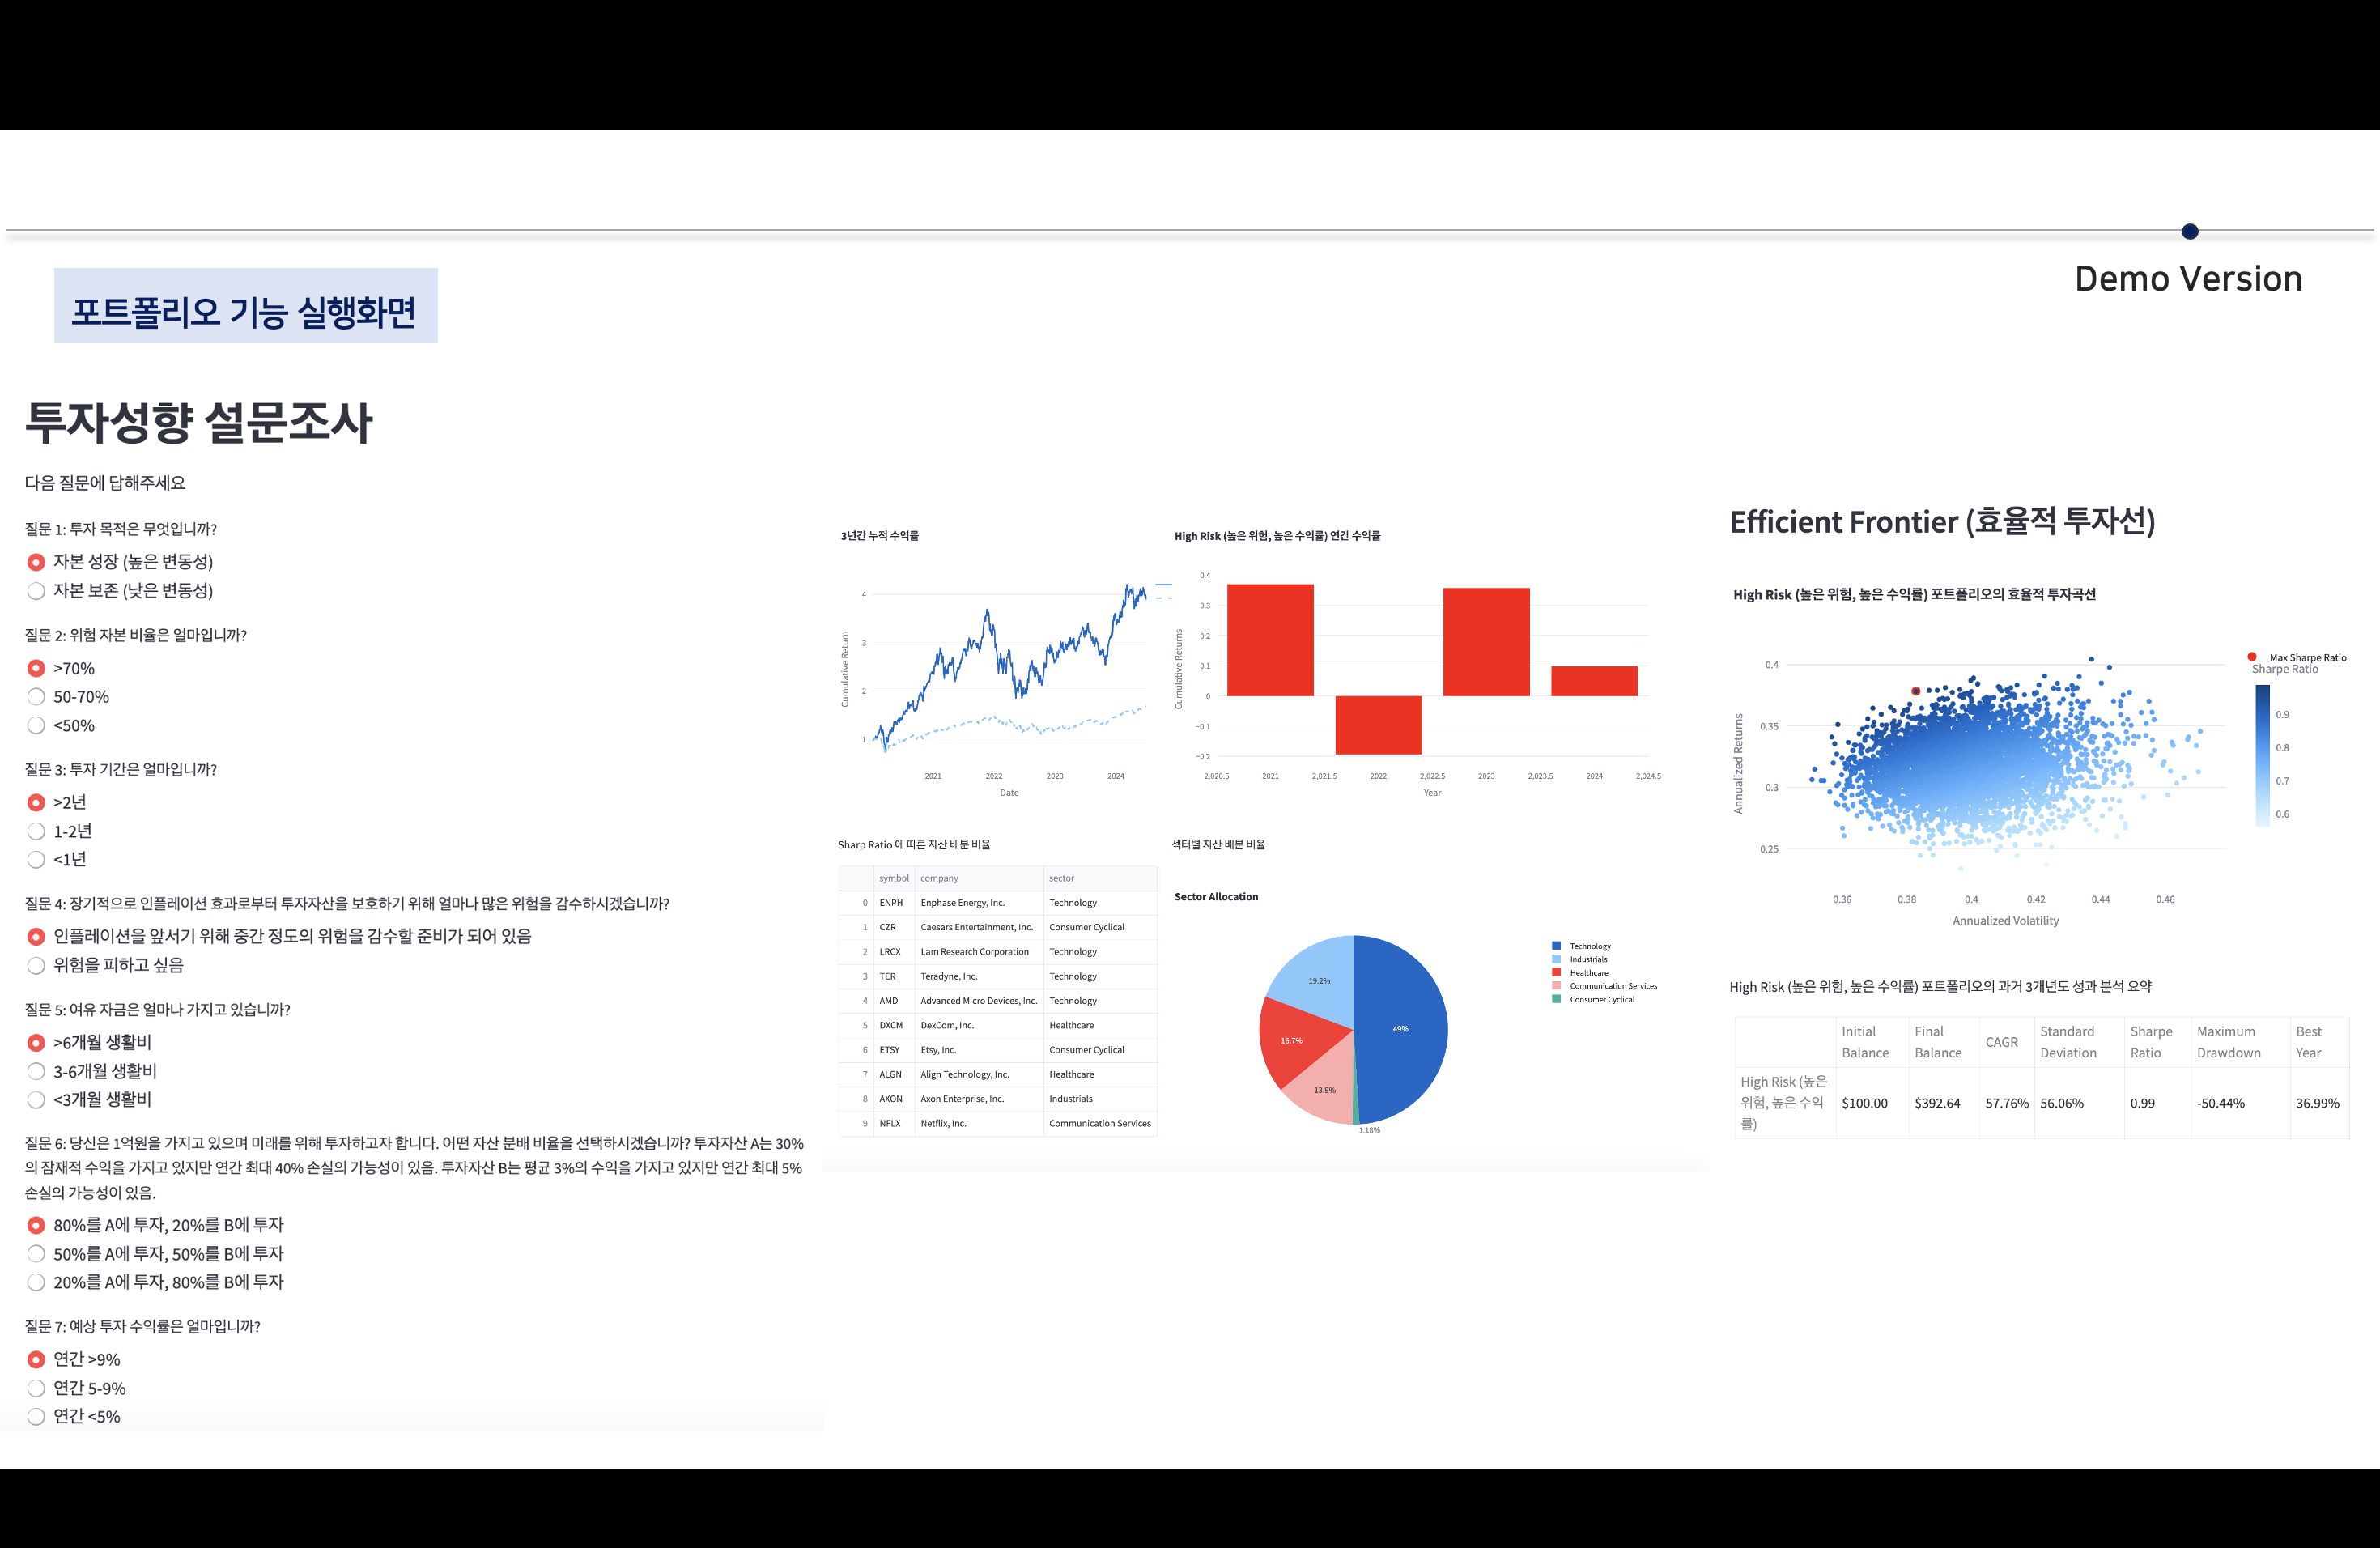 Demo Version
포트폴리오 기능 실행화면
투자성향 설문조사
다음 질문에 답해주세요
질문 1: 투자 목적은 무엇입니까?
자본 성장 (높은 변동성)
자본 보존 (낮은 변동성)
질문 2: 위험 자본 비율은 얼마입니까?
>70%
50-70%
<50%
질문 3: 투자 기간은 얼마입니까?
>2년
1-2년
<1년
질문 4: 장기적으로 인플레이션 효과로부터 투자자산을 보호하기 위해 얼마나 많은 위험을 감수하시겠습니까?
인플레이션을 앞서기 위해 중간 정도의 위험을 감수할 준비가 되어 있음
위험을 피하고 싶음
질문 5: 여유 자금은 얼마나 가지고 있습니까?
>6개월 생활비
3-6개월 생활비
<3개월 생활비
질문 6: 당신은 1억원을 가지고 있으며 미래를 위해 투자하고자 합니다. 어떤 자산 분배 비율을 선택하시겠습니까? 투자자산 A는 30%
의 잠재적 수익을 가지고 있지만 연간 최대 40% 손실의 가능성이 있음. 투자자산 B는 평균 3%의 수익을 가지고 있지만 연간 최대 5%
손실의 가능성이 있음.
80%를 A에 투자, 20%를 B에 투자
50%를 A에 투자, 50%를 B에 투자
20%를 A에 투자, 80%를 B에 투자
질문 7: 예상 투자 수익률은 얼마입니까?
연간 >9%
연간 5-9%
연간 <5%
3년간 누적 수익률
Cumulative Return
4
3
2
1
2021 2022 2023 2024
Date
High Risk (높은 위험, 높은 수익률) 연간 수익률
Cumulative Returns
0.4
0.3
0.2
0.1
0
−0.1
−0.2
2,020.5 2021 2,021.5 2022 2,022.5 2023 2,023.5 2024 2,024.5
Year
Sharp Ratio 에 따른 자산 배분 비율
symbol company sector
0 ENPH Enphase Energy, Inc. Technology
1 CZR Caesars Entertainment, Inc. Consumer Cyclical
2 LRCX Lam Research Corporation Technology
3 TER Teradyne, Inc. Technology
4 AMD Advanced Micro Devices, Inc. Technology
5 DXCM DexCom, Inc. Healthcare
6 ETSY Etsy, Inc. Consumer Cyclical
7 ALGN Align Technology, Inc. Healthcare
8 AXON Axon Enterprise, Inc. Industrials
9 NFLX Netflix, Inc. Communication Services
섹터별 자산 배분 비율
Sector Allocation
49%
19.2%
16.7%
13.9%
1.18%
Technology
Industrials
Healthcare
Communication Services
Consumer Cyclical
Efficient Frontier (효율적 투자선)
High Risk (높은 위험, 높은 수익률) 포트폴리오의 효율적 투자곡선
Annualized Returns
0.4
0.35
0.3
0.25
0.36 0.38 0.4 0.42 0.44 0.46
Annualized Volatility
Max Sharpe Ratio
Sharpe Ratio
0.9
0.8
0.7
0.6
High Risk (높은 위험, 높은 수익률) 포트폴리오의 과거 3개년도 성과 분석 요약
Initial Balance Final Balance CAGR Standard Deviation Sharpe Ratio Maximum Drawdown Best Year
High Risk (높은 위험, 높은 수익률) $100.00 $392.64 57.76% 56.06% 0.99 -50.44% 36.99%